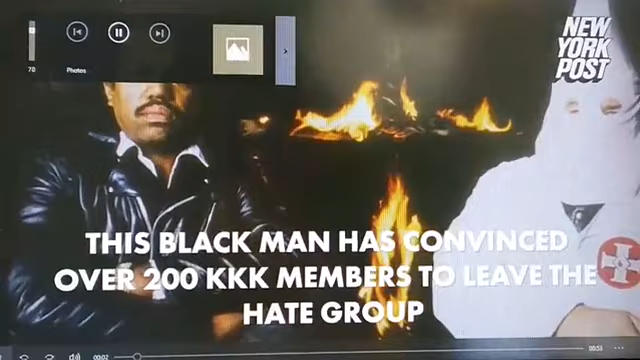 70
Photos
NEW
YORK
POST
THIS BLACK MAN HAS CONVINCED
OVER 200 KKK MEMBERS TO LEAVE THE
HATE GROUP
00:02
00:53